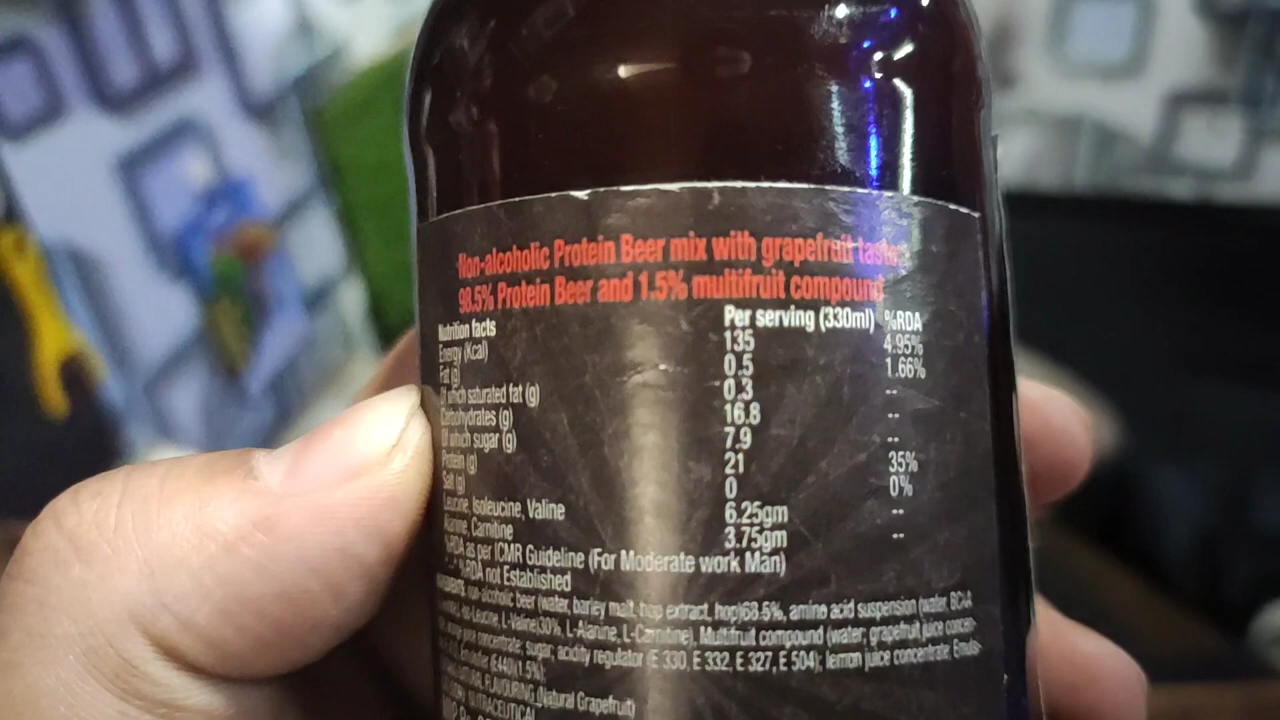 Non-alcoholic Protein Beer mix with grapefruit taste
98.5% Protein Beer and 1.5% multifruit compound
Nutrition facts Per serving (330ml) %RDA
Energy (Kcal) 135 4.95%
Fat (g) 0.5 1.66%
Of which saturated fat (g) 0.3 --
Carbohydrates (g) 16.8
Of which sugar (g) 7.9 --
Protein (g) 21 35%
Salt (g) 0 0%
Leucine, Isoleucine, Valine 6.25gm --
Alanine, Carnitine 3.75gm --
%RDA as per ICMR Guideline (For Moderate work Man)
%RDA not Established
non-alcoholic beer (water, barley malt, hop extract, hop)68.5%, amino acid suspension (water, BCAA
L-Valine)30%, L-Alanine, L-Carnitine), Multifruit compound (water; grapefruit juice concen-
juice concentrate; sugar; acidity regulator (E 330, E 332, E 327, E 504); lemon juice concentrate, Emuls-
E440)(1.5%);
FLAVOURING (Natural Grapefruit)
NUTRACEUTICAL